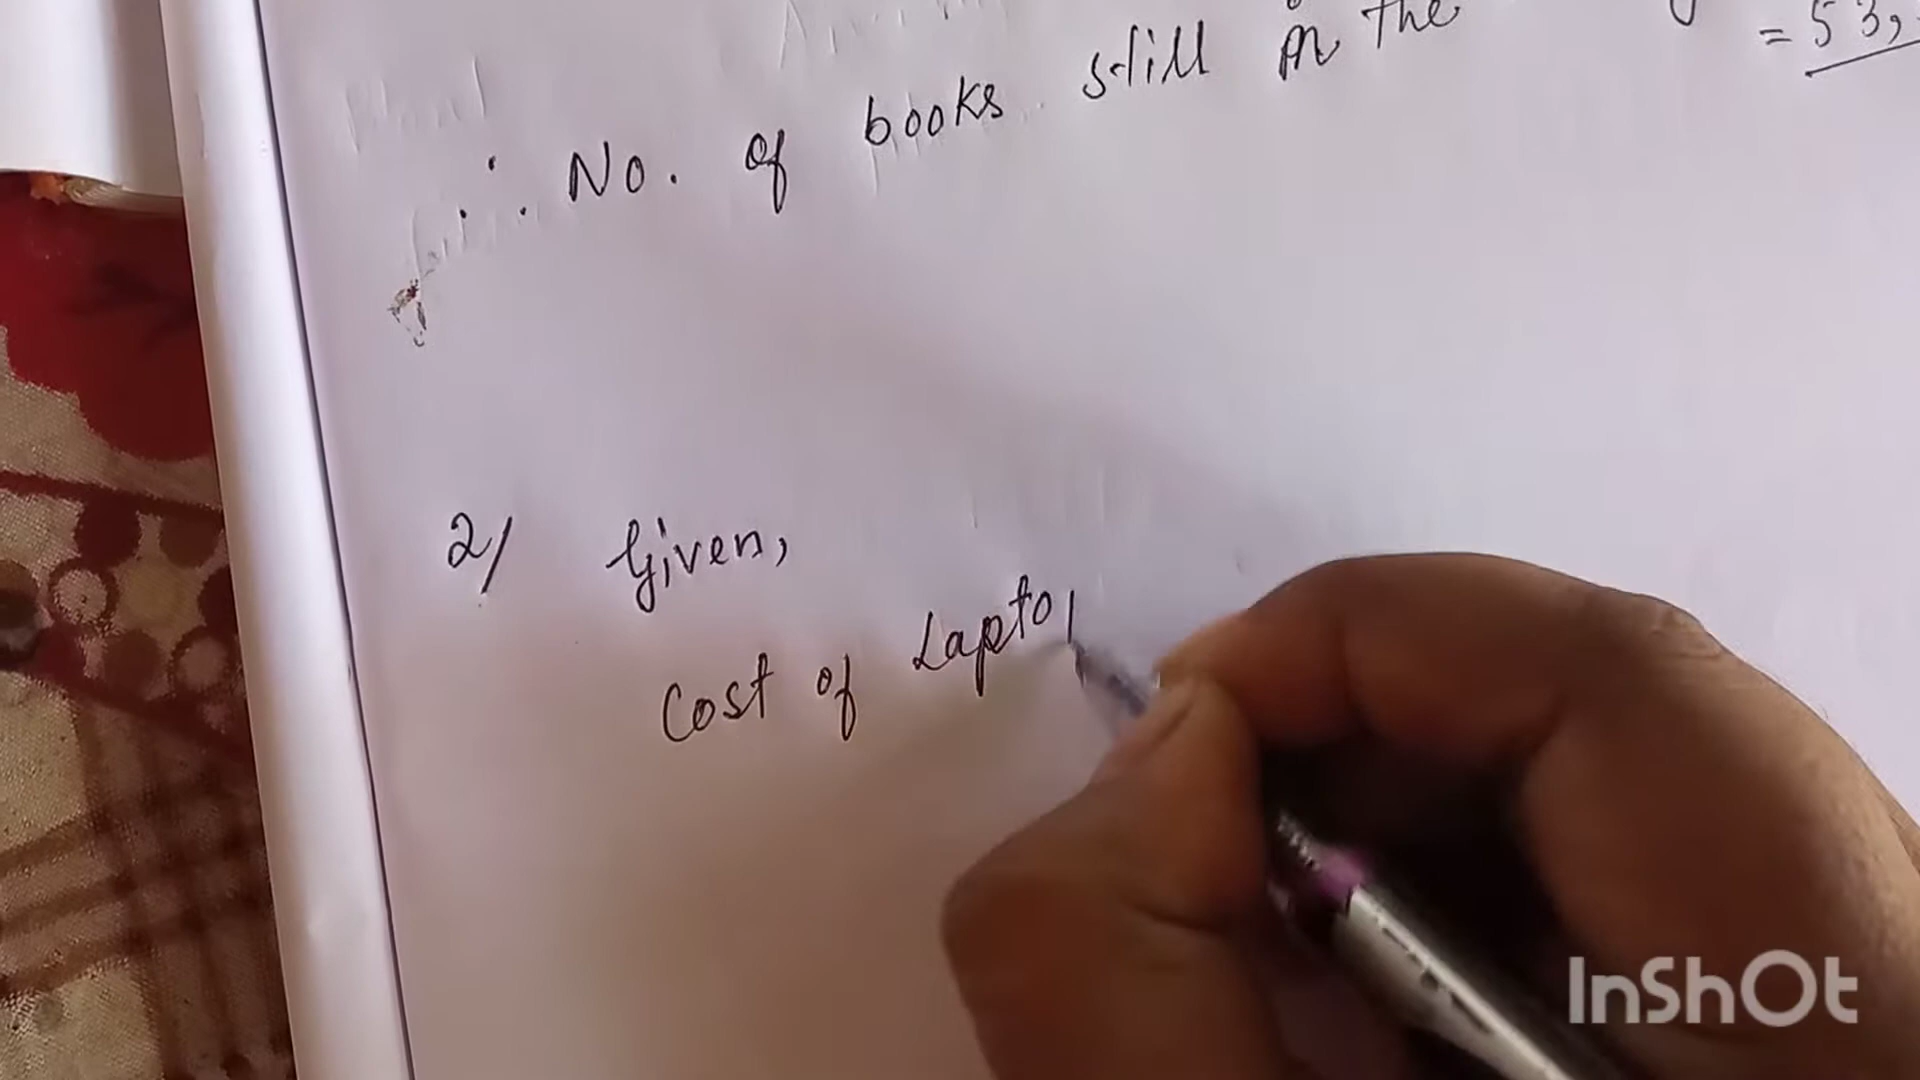 = 53,
∴ No. of books still in the
2/ Given,
Cost of Lapto
InShOt